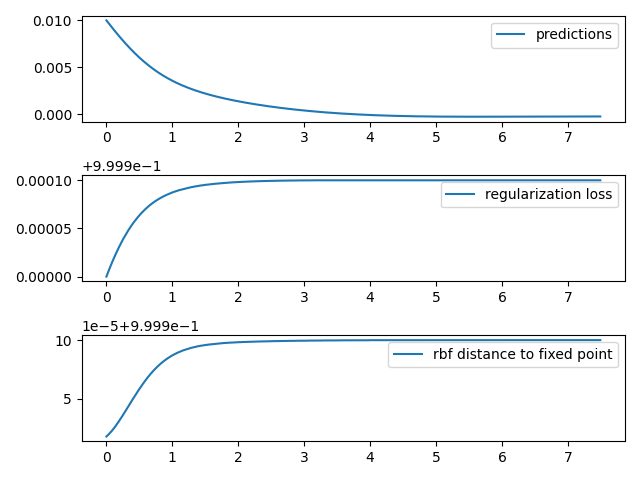 0.010
0.005
0.000
predictions
0 1 2 3 4 5 6 7
+9.999e−1
0.00010
0.00005
0.00000
regularization loss
0 1 2 3 4 5 6 7
1e−5+9.999e−1
10
5
rbf distance to fixed point
0 1 2 3 4 5 6 7